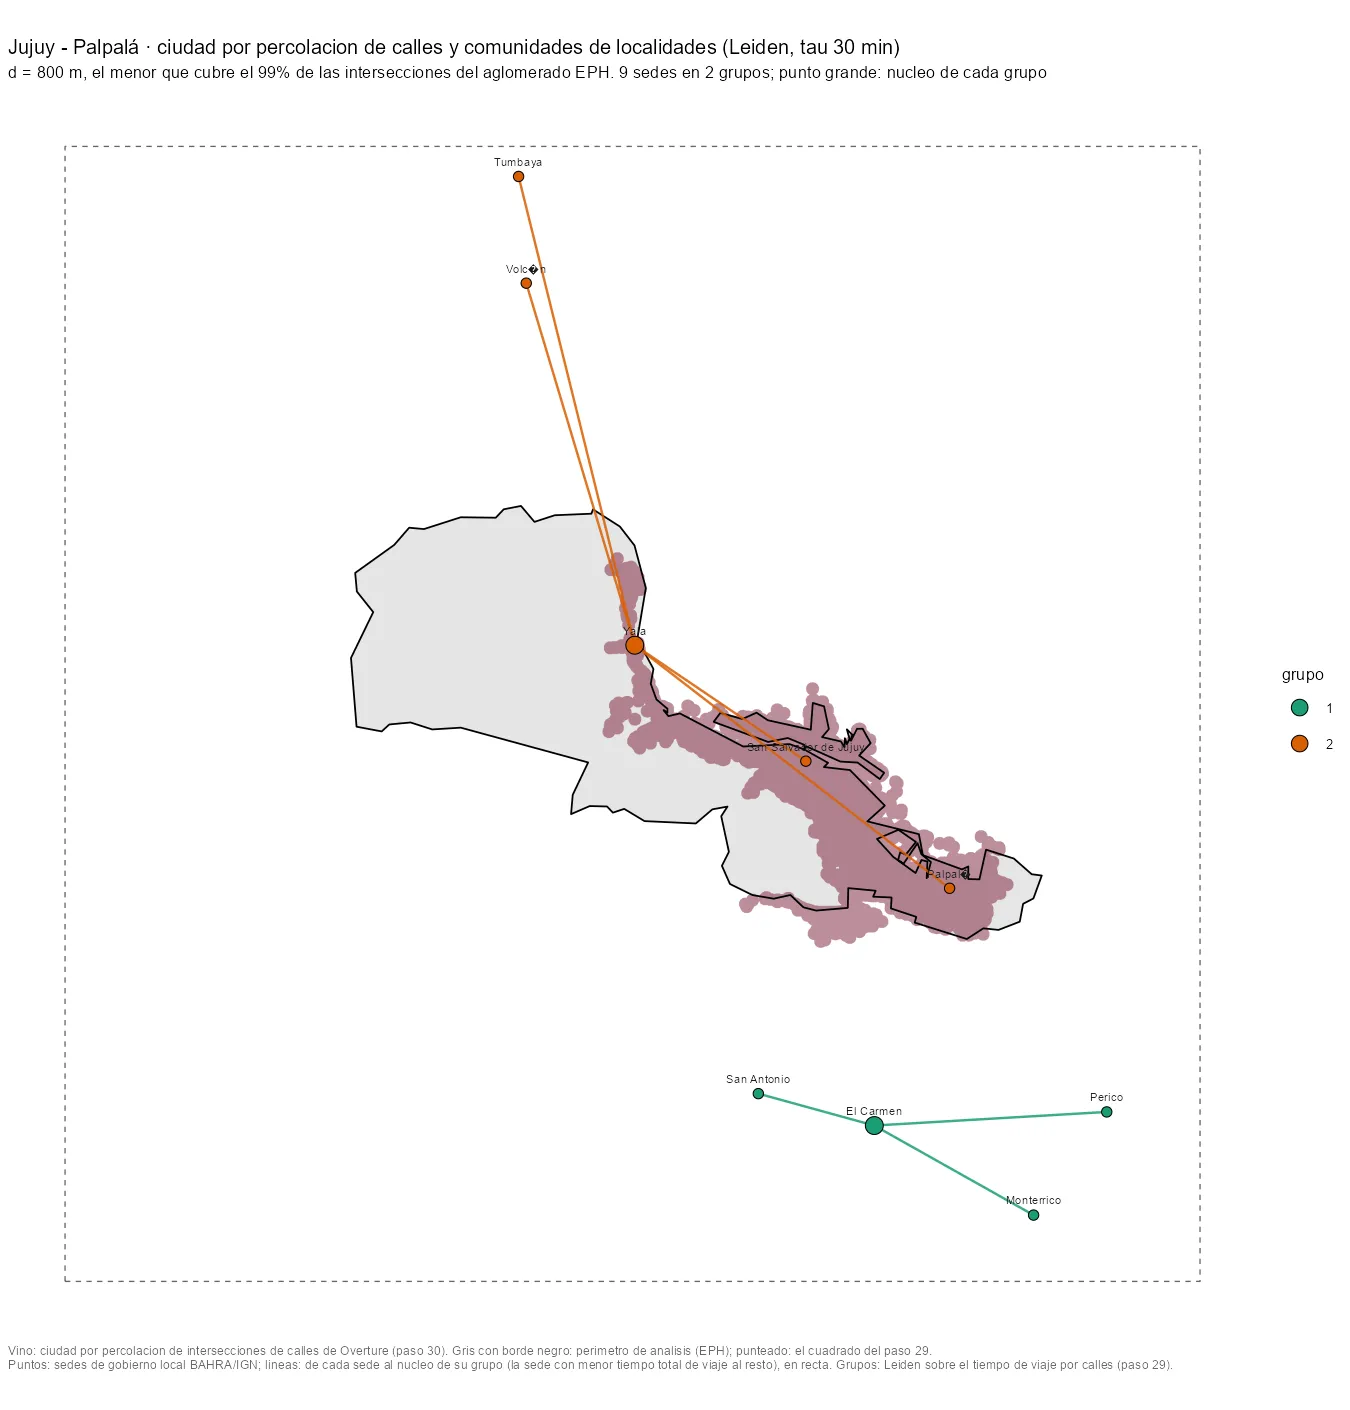 Jujuy - Palpalá · ciudad por percolacion de calles y comunidades de localidades (Leiden, tau 30 min)
d = 800 m, el menor que cubre el 99% de las intersecciones del aglomerado EPH. 9 sedes en 2 grupos; punto grande: nucleo de cada grupo
Tumbaya
Volc�n
Yala
San Salvador de Jujuy
Palpal�
grupo
1
2
San Antonio
El Carmen
Perico
Monterrico
Vino: ciudad por percolacion de intersecciones de calles de Overture (paso 30). Gris con borde negro: perimetro de analisis (EPH); punteado: el cuadrado del paso 29.
Puntos: sedes de gobierno local BAHRA/IGN; lineas: de cada sede al nucleo de su grupo (la sede con menor tiempo total de viaje al resto), en recta. Grupos: Leiden sobre el tiempo de viaje por calles (paso 29).